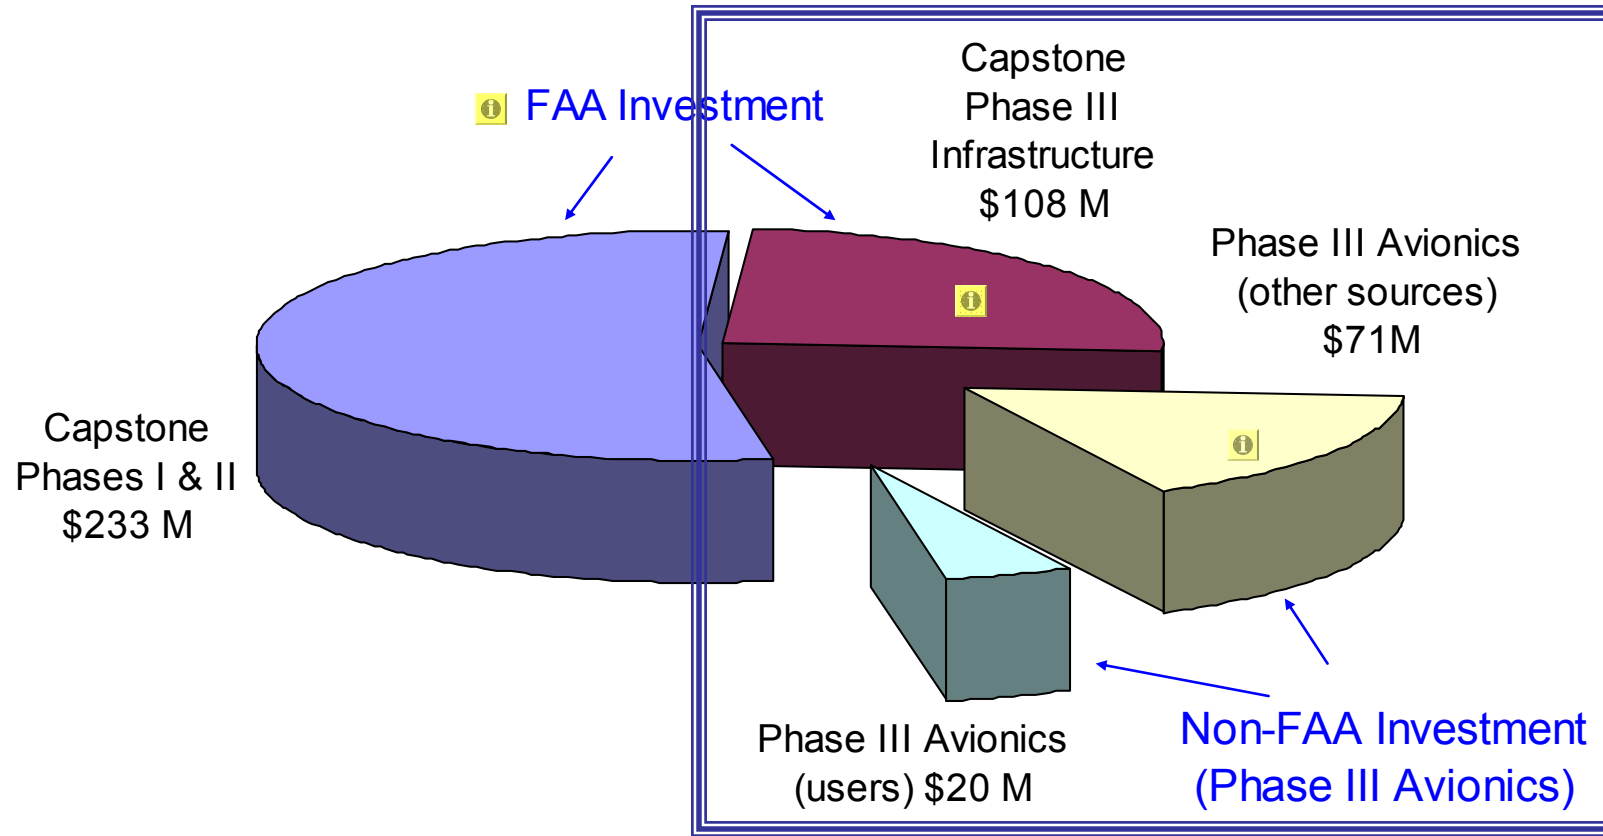 FAA Investment
Capstone
Phase III
Infrastructure
$108 M
Phase III Avionics
(other sources)
$71M
Capstone
Phases I & II
$233 M
Phase III Avionics
(users) $20 M
Non-FAA Investment
(Phase III Avionics)